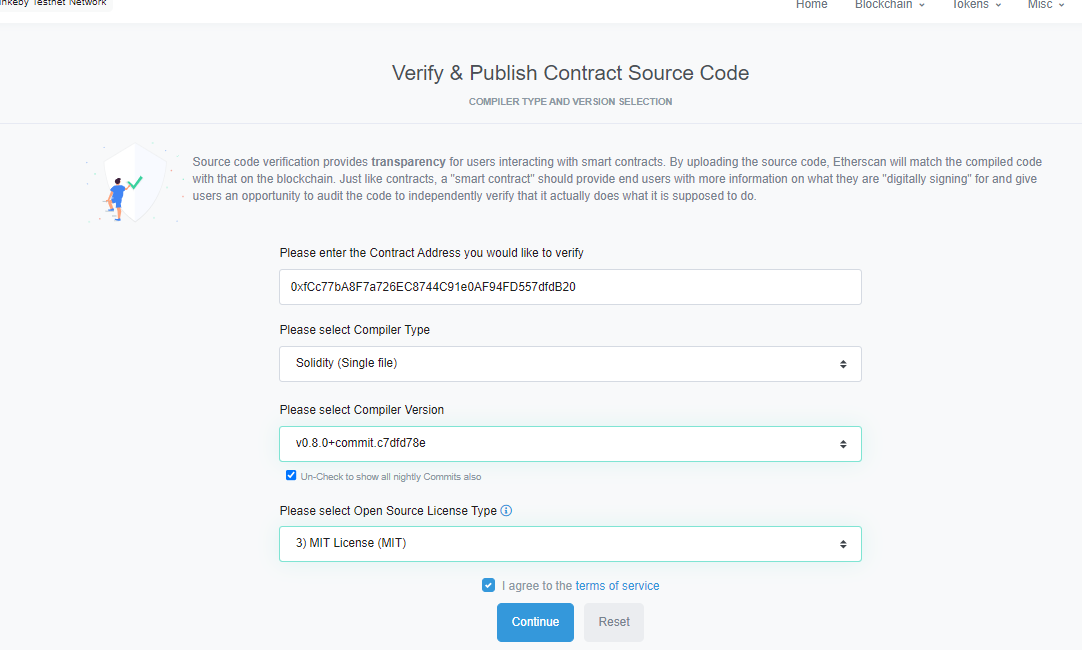 Testnet Network
Home Blockchain Tokens Misc
Verify & Publish Contract Source Code
COMPILER TYPE AND VERSION SELECTION
Source code verification provides transparency for users interacting with smart contracts. By uploading the source code, Etherscan will match the compiled code
with that on the blockchain. Just like contracts, a "smart contract" should provide end users with more information on what they are "digitally signing" for and give
users an opportunity to audit the code to independently verify that it actually does what it is supposed to do.
Please enter the Contract Address you would like to verify
0xfCc77bA8F7a726EC8744C91e0AF94FD557dfdB20
Please select Compiler Type
Solidity (Single file)
Please select Compiler Version
v0.8.0+commit.c7dfd78e
Un-Check to show all nightly Commits also
Please select Open Source License Type
3) MIT License (MIT)
I agree to the terms of service
Continue Reset